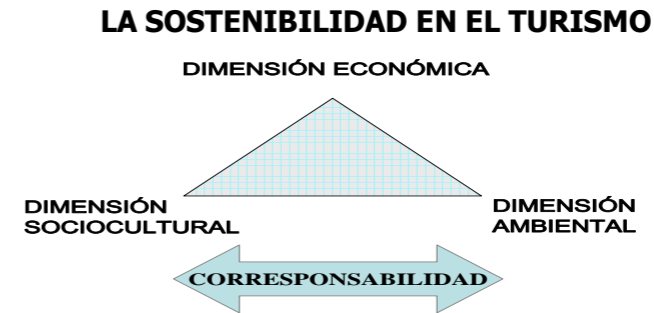 LA SOSTENIBILIDAD EN EL TURISMO
DIMENSIÓN ECONÓMICA
DIMENSIÓN
SOCIOCULTURAL
DIMENSIÓN
AMBIENTAL
CORRESPONSABILIDAD